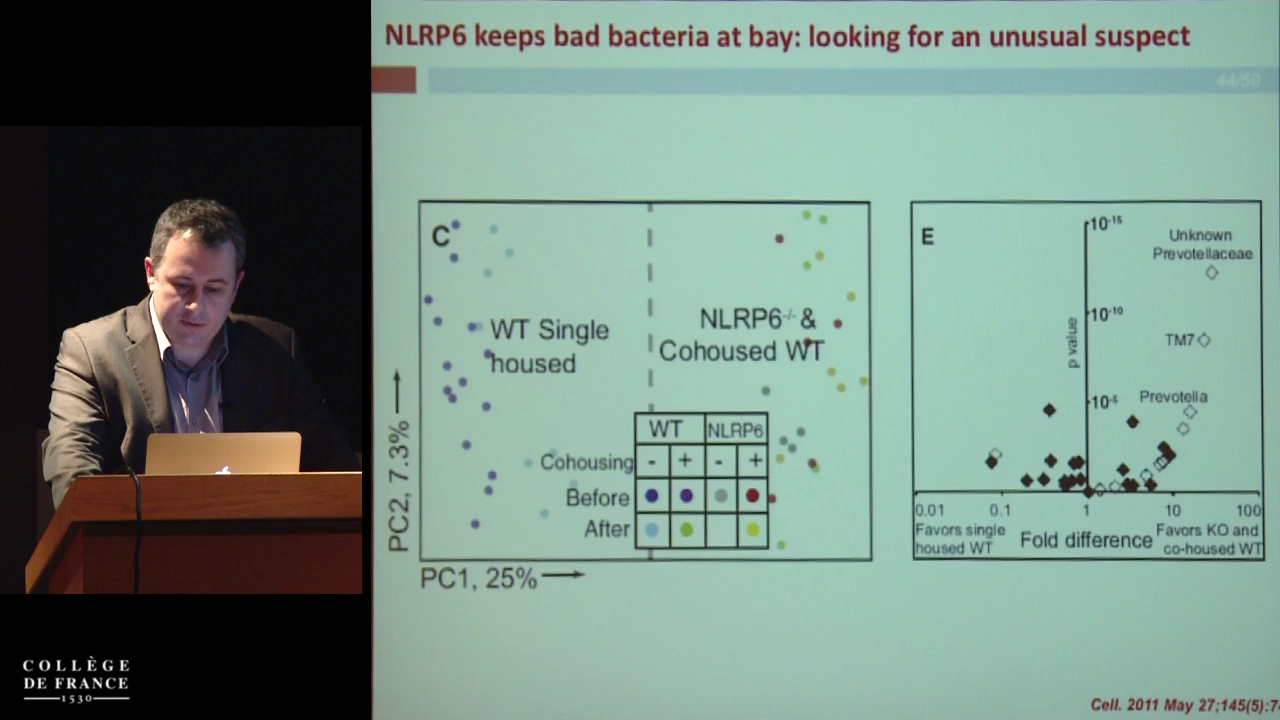 NLRP6 keeps bad bacteria at bay: looking for an unusual suspect
44/50
C
WT Single
housed
NLRP6-/- &
Cohoused WT
WT NLRP6
Cohousing - + - +
Before
After
PC2, 7.3%
PC1, 25%
E
10-15
10-10
10-5
p value
Unknown
Prevotellaceae
TM7
Prevotella
0.01 0.1 1 10 100
Favors single
housed WT
Fold difference
Favors KO and
co-housed WT
Cell. 2011 May 27;145(5):7
COLLÈGE
DE FRANCE
1530